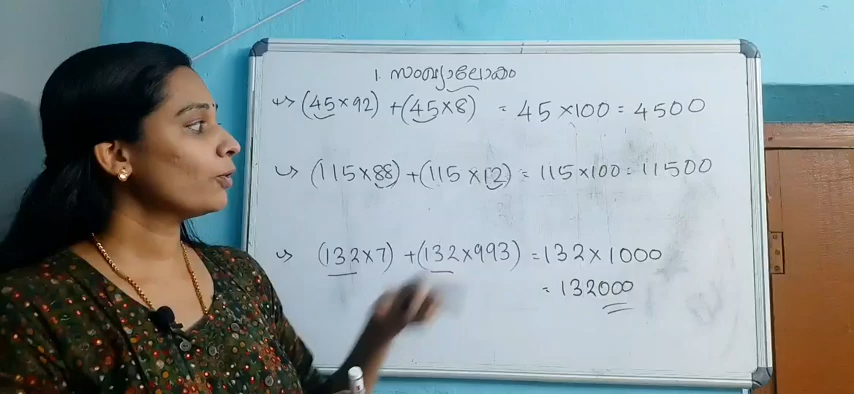 1. സംഖ്യാലോകം
(45×92) + (45×8) = 45×100 = 4500
(115×88) + (115×12) = 115×100 = 11500
(132×7) + (132×993) = 132×1000
= 132000